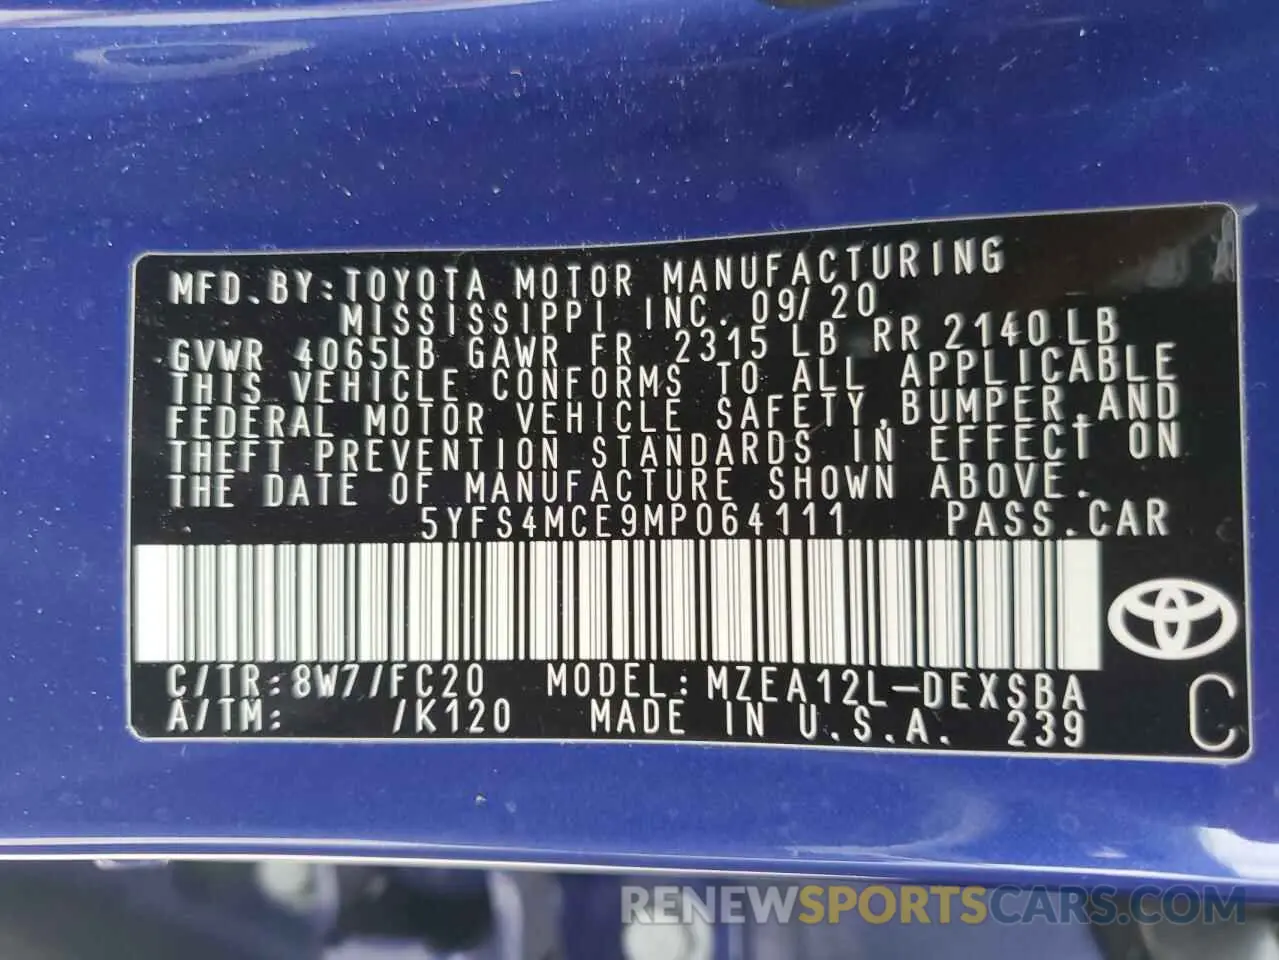 MFD.BY:TOYOTA MOTOR MANUFACTURING
MISSISSIPPI INC. 09/20
GVWR 4065LB GAWR FR 2315 LB RR 2140 LB
THIS VEHICLE CONFORMS TO ALL APPLICABLE
FEDERAL MOTOR VEHICLE SAFETY,BUMPER,AND
THEFT PREVENTION STANDARDS IN EFFECT ON
THE DATE OF MANUFACTURE SHOWN ABOVE.
5YFS4MCE9MP064111 PASS.CAR
C/TR:8W7/FC20 MODEL:MZEA12L-DEXSBA
A/TM: /K120 MADE IN U.S.A. 239
C
RENEWSPORTSCARS.COM